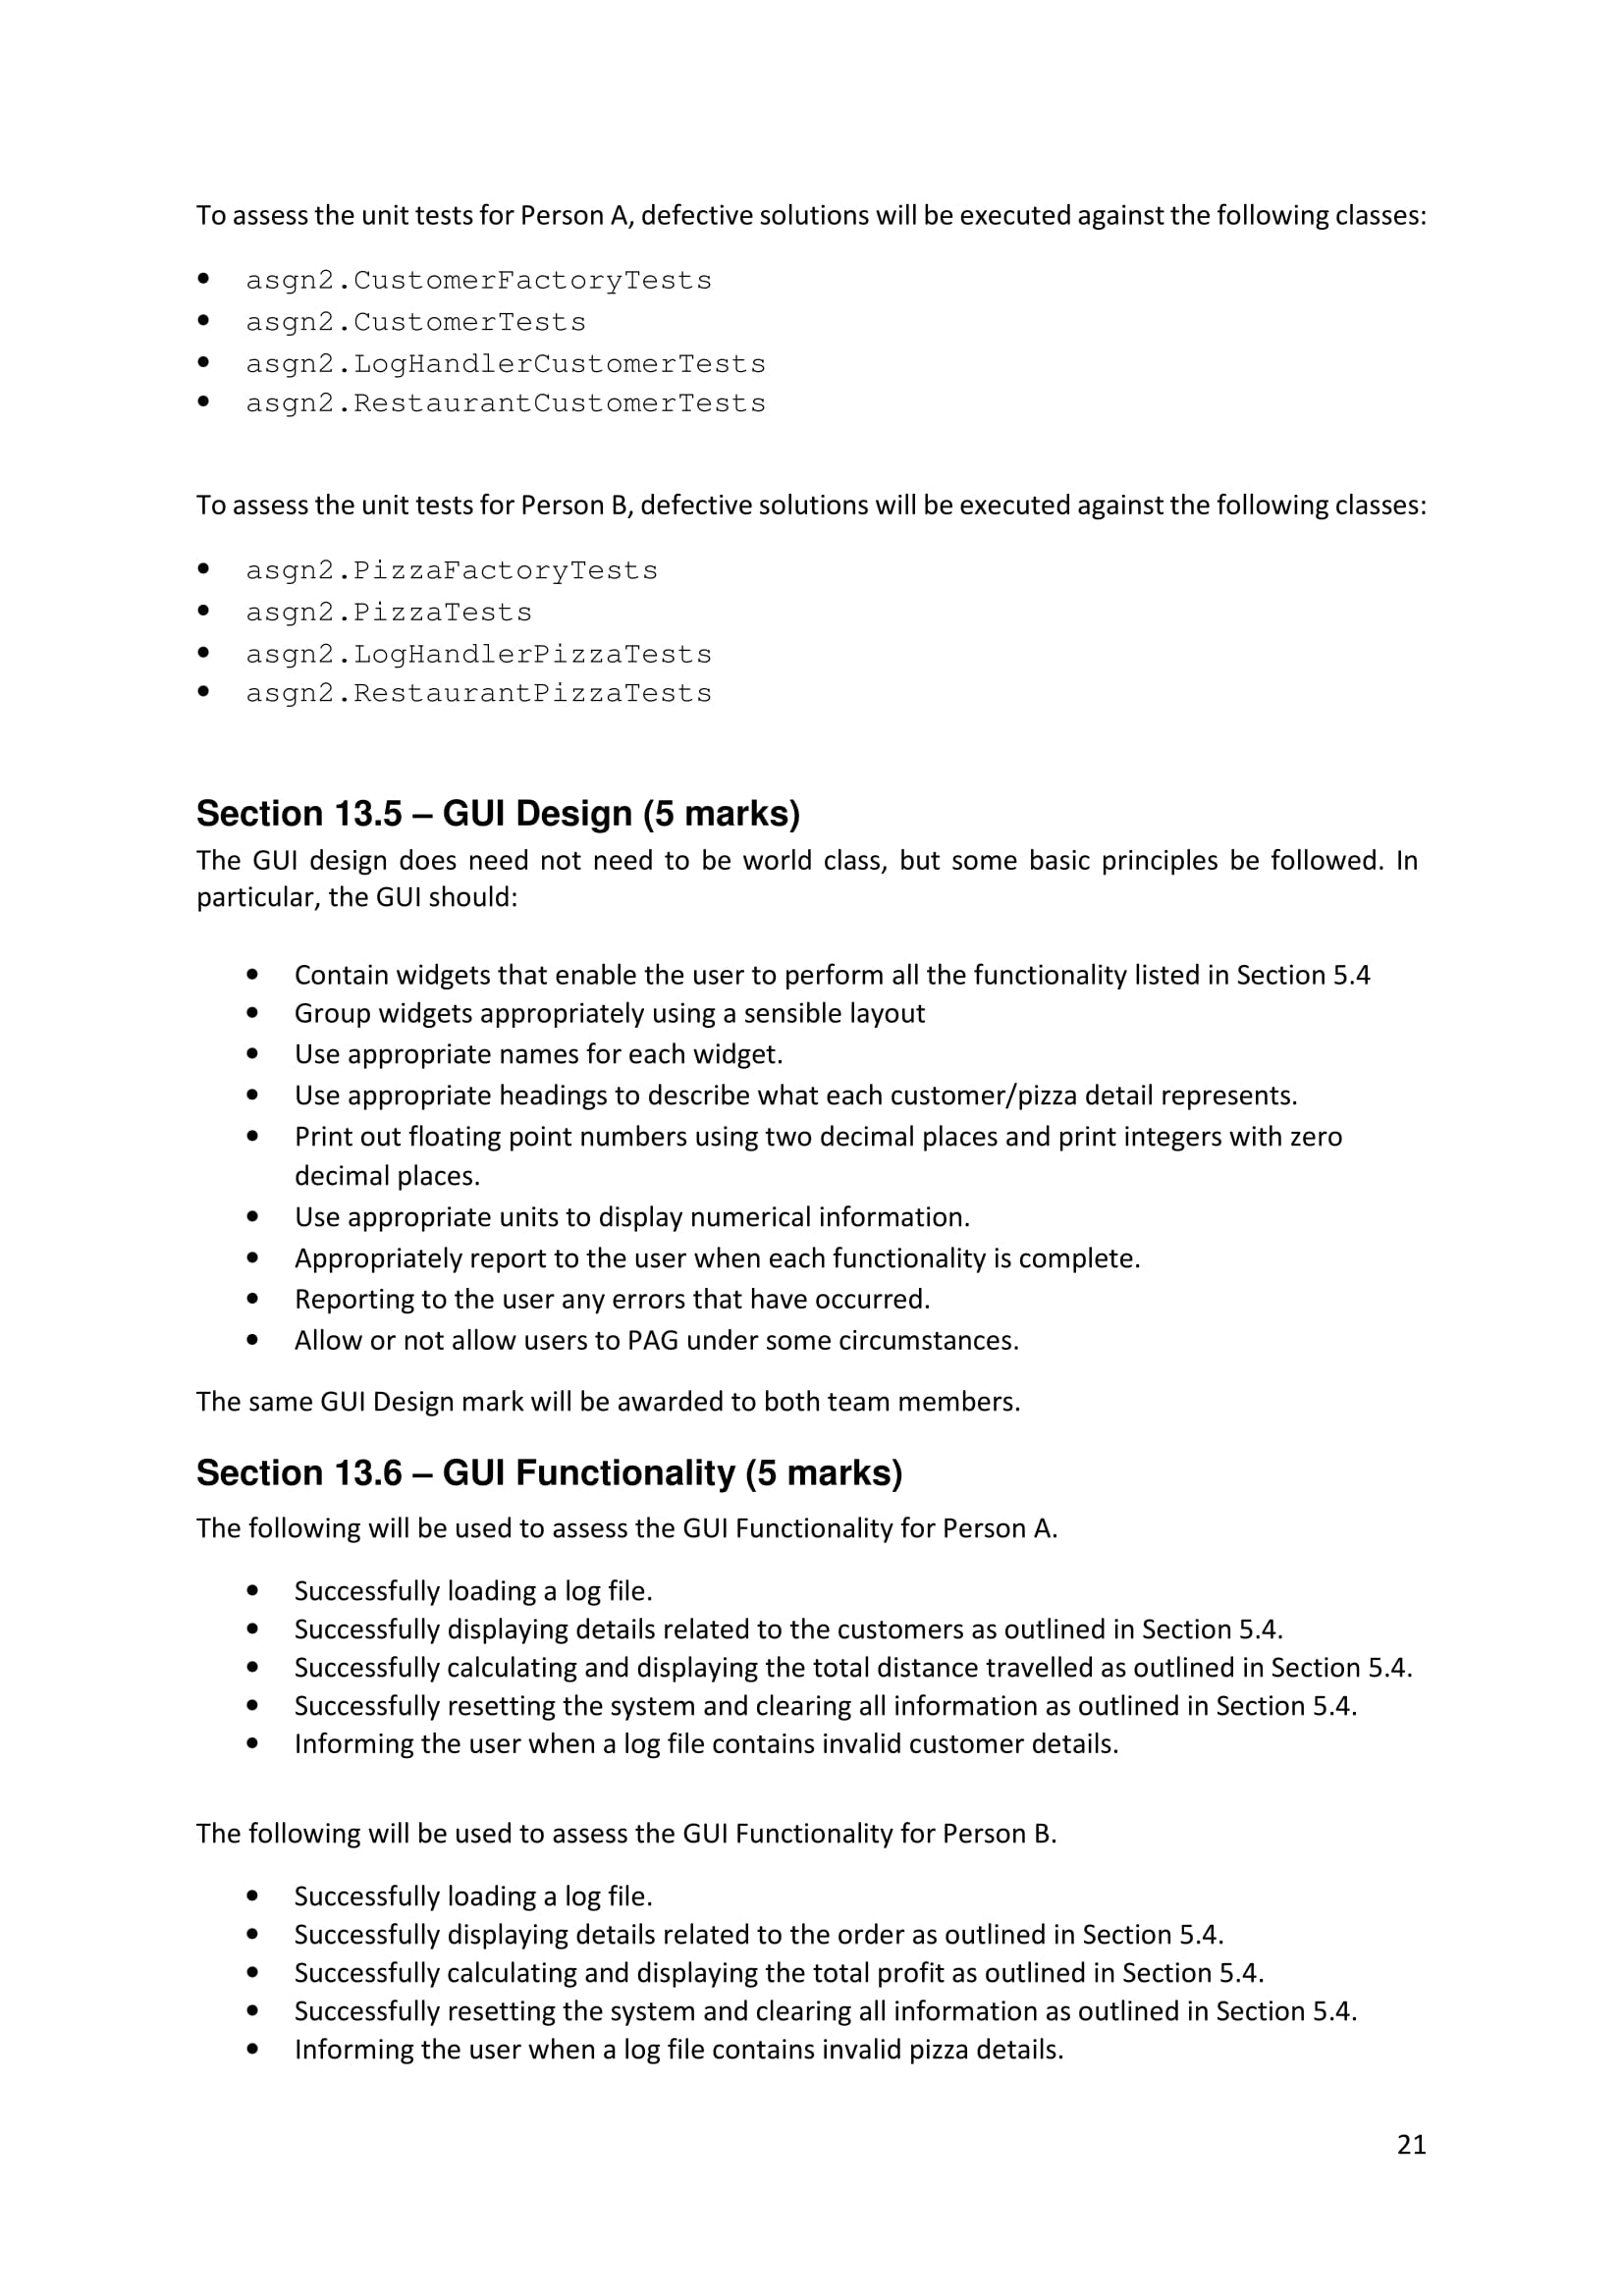 To assess the unit tests for Person A, defective solutions will be executed against the following classes:
• asgn2.CustomerFactoryTests
• asgn2.CustomerTests
• asgn2.LogHandlerCustomerTests
• asgn2.RestaurantCustomerTests
To assess the unit tests for Person B, defective solutions will be executed against the following classes:
• asgn2.PizzaFactoryTests
• asgn2.PizzaTests
• asgn2.LogHandlerPizzaTests
• asgn2.RestaurantPizzaTests
Section 13.5 – GUI Design (5 marks)
The GUI design does need not need to be world class, but some basic principles be followed. In
particular, the GUI should:
• Contain widgets that enable the user to perform all the functionality listed in Section 5.4
• Group widgets appropriately using a sensible layout
• Use appropriate names for each widget.
• Use appropriate headings to describe what each customer/pizza detail represents.
• Print out floating point numbers using two decimal places and print integers with zero
decimal places.
• Use appropriate units to display numerical information.
• Appropriately report to the user when each functionality is complete.
• Reporting to the user any errors that have occurred.
• Allow or not allow users to PAG under some circumstances.
The same GUI Design mark will be awarded to both team members.
Section 13.6 – GUI Functionality (5 marks)
The following will be used to assess the GUI Functionality for Person A.
• Successfully loading a log file.
• Successfully displaying details related to the customers as outlined in Section 5.4.
• Successfully calculating and displaying the total distance travelled as outlined in Section 5.4.
• Successfully resetting the system and clearing all information as outlined in Section 5.4.
• Informing the user when a log file contains invalid customer details.
The following will be used to assess the GUI Functionality for Person B.
• Successfully loading a log file.
• Successfully displaying details related to the order as outlined in Section 5.4.
• Successfully calculating and displaying the total profit as outlined in Section 5.4.
• Successfully resetting the system and clearing all information as outlined in Section 5.4.
• Informing the user when a log file contains invalid pizza details.
21